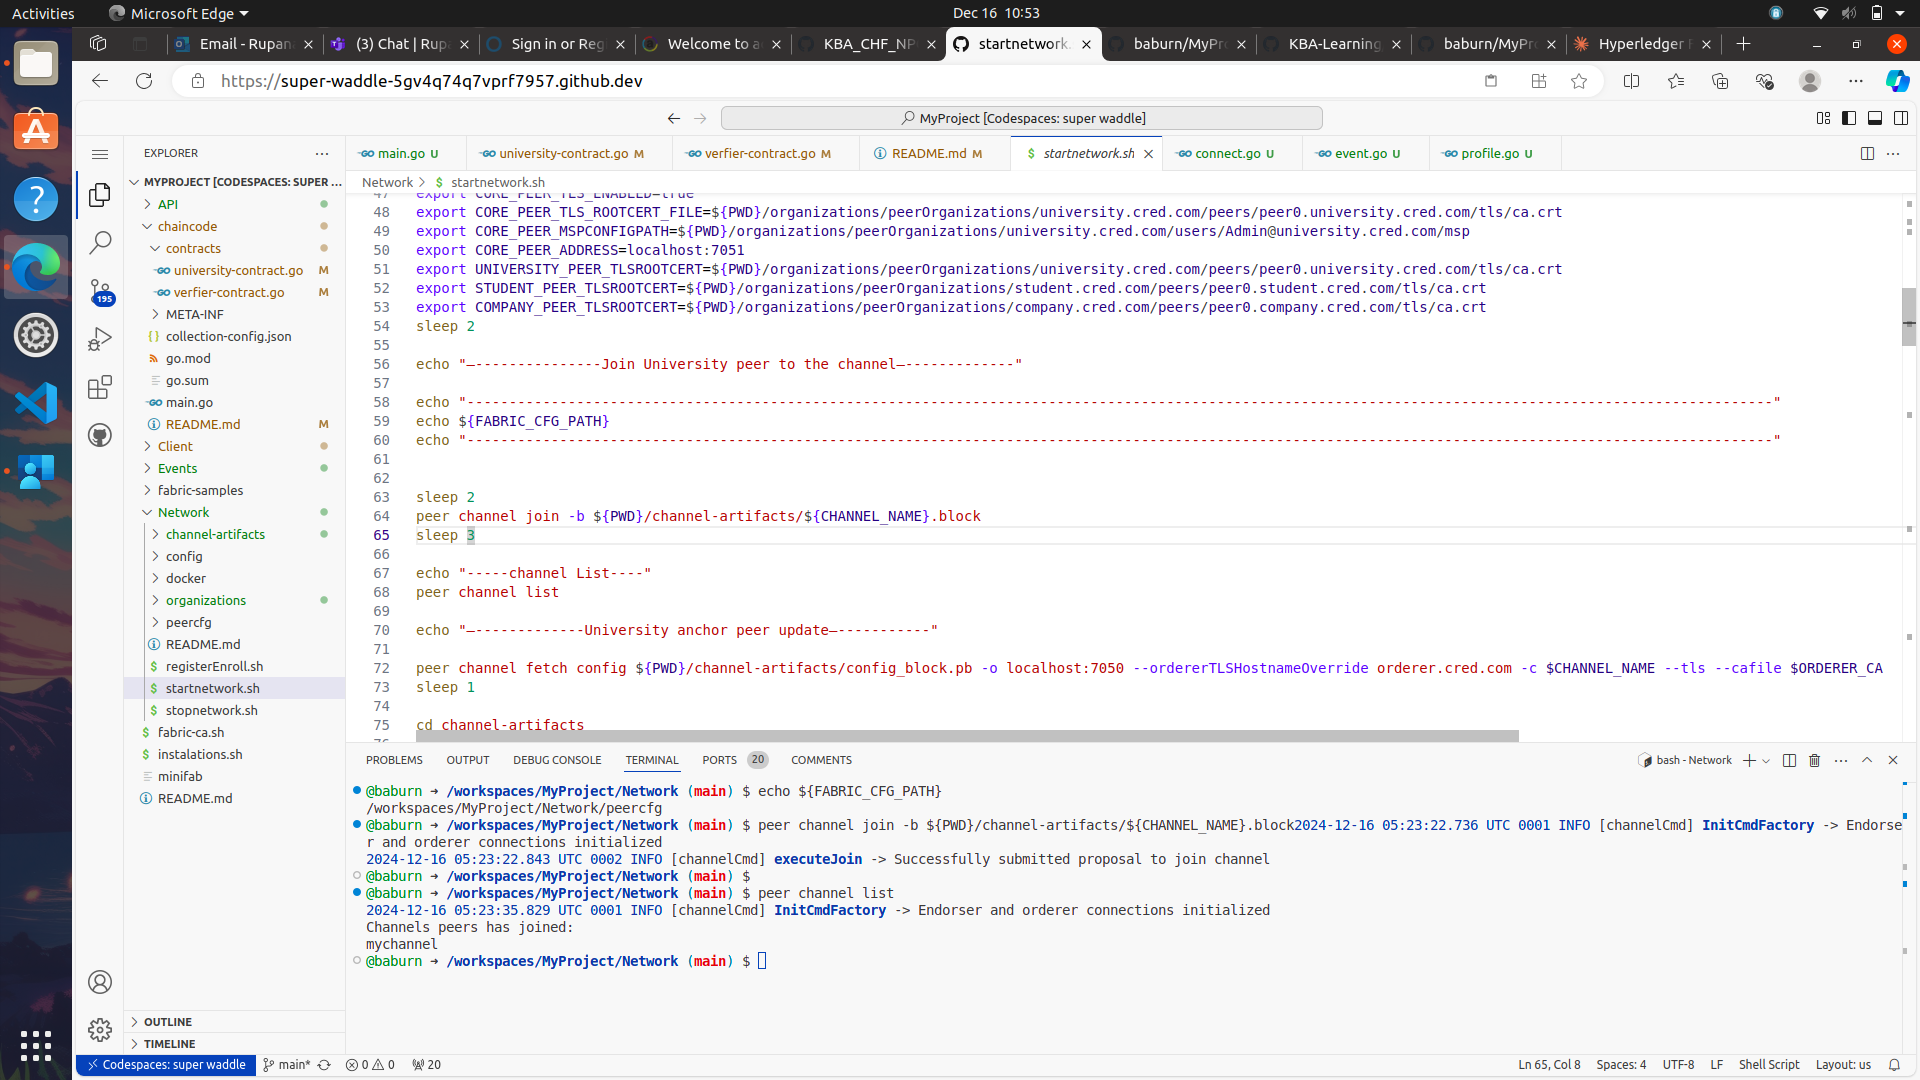 Activities
Microsoft Edge
Dec 16 10:53
Email - Rupan
(3) Chat | Rup
Sign in or Reg
Welcome to a
KBA_CHF_NP
startnetwork.
baburn/MyPro
KBA-Learning
baburn/MyPro
Hyperledger F
https://super-waddle-5gv4q74q7vprf7957.github.dev
MyProject [Codespaces: super waddle]
EXPLORER
main.go U
university-contract.go M
verfier-contract.go M
README.md M
$ startnetwork.sh
connect.go U
event.go U
profile.go U
MYPROJECT [CODESPACES: SUPER ...
Network > $ startnetwork.sh
API
chaincode
contracts
university-contract.go M
verfier-contract.go M
META-INF
{} collection-config.json
go.mod
go.sum
main.go
README.md M
Client
Events
fabric-samples
Network
channel-artifacts
config
docker
organizations
peercfg
README.md
$ registerEnroll.sh
$ startnetwork.sh
$ stopnetwork.sh
$ fabric-ca.sh
$ instalations.sh
minifab
README.md
OUTLINE
TIMELINE
195
47 export CORE_PEER_TLS_ENABLED=true
48 export CORE_PEER_TLS_ROOTCERT_FILE=${PWD}/organizations/peerOrganizations/university.cred.com/peers/peer0.university.cred.com/tls/ca.crt
49 export CORE_PEER_MSPCONFIGPATH=${PWD}/organizations/peerOrganizations/university.cred.com/users/Admin@university.cred.com/msp
50 export CORE_PEER_ADDRESS=localhost:7051
51 export UNIVERSITY_PEER_TLSROOTCERT=${PWD}/organizations/peerOrganizations/university.cred.com/peers/peer0.university.cred.com/tls/ca.crt
52 export STUDENT_PEER_TLSROOTCERT=${PWD}/organizations/peerOrganizations/student.cred.com/peers/peer0.student.cred.com/tls/ca.crt
53 export COMPANY_PEER_TLSROOTCERT=${PWD}/organizations/peerOrganizations/company.cred.com/peers/peer0.company.cred.com/tls/ca.crt
54 sleep 2
55
56 echo "—---------------Join University peer to the channel—-------------"
57
58 echo "-----------------------------------------------------------------------------------------------------------------------------------------------------------"
59 echo ${FABRIC_CFG_PATH}
60 echo "-----------------------------------------------------------------------------------------------------------------------------------------------------------"
61
62
63 sleep 2
64 peer channel join -b ${PWD}/channel-artifacts/${CHANNEL_NAME}.block
65 sleep 3
66
67 echo "-----channel List----"
68 peer channel list
69
70 echo "—-------------University anchor peer update—-----------"
71
72 peer channel fetch config ${PWD}/channel-artifacts/config_block.pb -o localhost:7050 --ordererTLSHostnameOverride orderer.cred.com -c $CHANNEL_NAME --tls --cafile $ORDERER_CA
73 sleep 1
74
75 cd channel-artifacts
PROBLEMS OUTPUT DEBUG CONSOLE TERMINAL PORTS 20 COMMENTS
bash - Network
@baburn ➜ /workspaces/MyProject/Network (main) $ echo ${FABRIC_CFG_PATH}
/workspaces/MyProject/Network/peercfg
@baburn ➜ /workspaces/MyProject/Network (main) $ peer channel join -b ${PWD}/channel-artifacts/${CHANNEL_NAME}.block2024-12-16 05:23:22.736 UTC 0001 INFO [channelCmd] InitCmdFactory -> Endorse
r and orderer connections initialized
2024-12-16 05:23:22.843 UTC 0002 INFO [channelCmd] executeJoin -> Successfully submitted proposal to join channel
@baburn ➜ /workspaces/MyProject/Network (main) $
@baburn ➜ /workspaces/MyProject/Network (main) $ peer channel list
2024-12-16 05:23:35.829 UTC 0001 INFO [channelCmd] InitCmdFactory -> Endorser and orderer connections initialized
Channels peers has joined:
mychannel
@baburn ➜ /workspaces/MyProject/Network (main) $
Codespaces: super waddle
main*
0 0
20
Ln 65, Col 8
Spaces: 4
UTF-8
LF
Shell Script
Layout: us